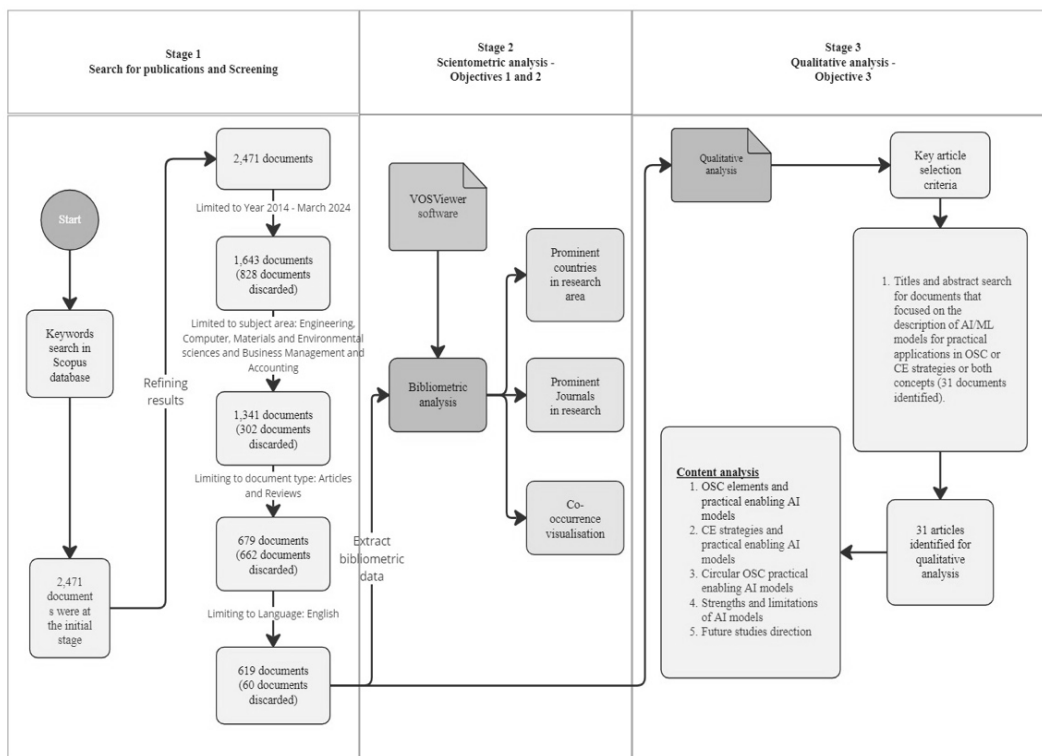 Stage 1
Search for publications and Screening
Stage 2
Scientometric analysis -
Objectives 1 and 2
Stage 3
Qualitative analysis -
Objective 3
Start
Keywords
search in
Scopus
database
2,471
document
s were at
the initial
stage
Refining
results
2,471 documents
Limited to Year 2014 - March 2024
1,643 documents
(828 documents
discarded)
Limited to subject area: Engineering,
Computer, Materials and Environmental
sciences and Business Management and
Accounting
1,341 documents
(302 documents
discarded)
Limiting to document type: Articles
and Reviews
679 documents
(662 documents
discarded)
Limiting to Language: English
619 documents
(60 documents
discarded)
Extract
bibliometric
data
VOSViewer
software
Bibliometric
analysis
Prominent
countries
in research
area
Prominent
Journals
in research
Co-
occurrence
visualisation
Qualitative
analysis
Key article
selection
criteria
1. Titles and abstract search
for documents that
focused on the
description of AI/ML
models for practical
applications in OSC or
CE strategies or both
concepts (31 documents
identified).
31 articles
identified for
qualitative
analysis
Content analysis
1. OSC elements and
practical enabling AI
models
2. CE strategies and
practical enabling AI
models
3. Circular OSC practical
enabling AI models
4. Strengths and limitations
of AI models
5. Future studies direction